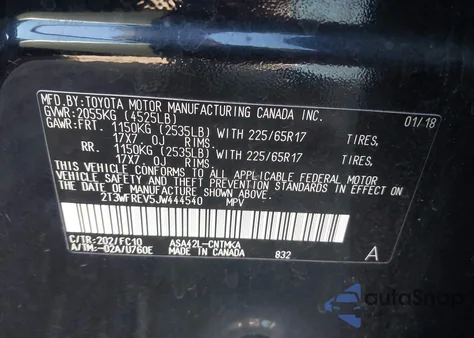 MFD.BY:TOYOTA MOTOR MANUFACTURING CANADA INC.
GVWR:2055KG (4525LB) 01/18
GAWR:FRT. 1150KG (2535LB) WITH 225/65R17 TIRES,
17X7 0J RIMS,
RR. 1150KG (2535LB) WITH 225/65R17 TIRES,
17X7 0J RIMS,
THIS VEHICLE CONFORMS TO ALL APPLICABLE FEDERAL MOTOR
VEHICLE SAFETY AND THEFT PREVENTION STANDARDS IN EFFECT
ON THE DATE OF MANUFACTURE SHOWN ABOVE.
2T3WFREV5JW444540 MPV
C/TR:202/FC10 ASA42L-CNTMKA A
A/TM:-02A/U760E MADE IN CANADA 832
autoSnap